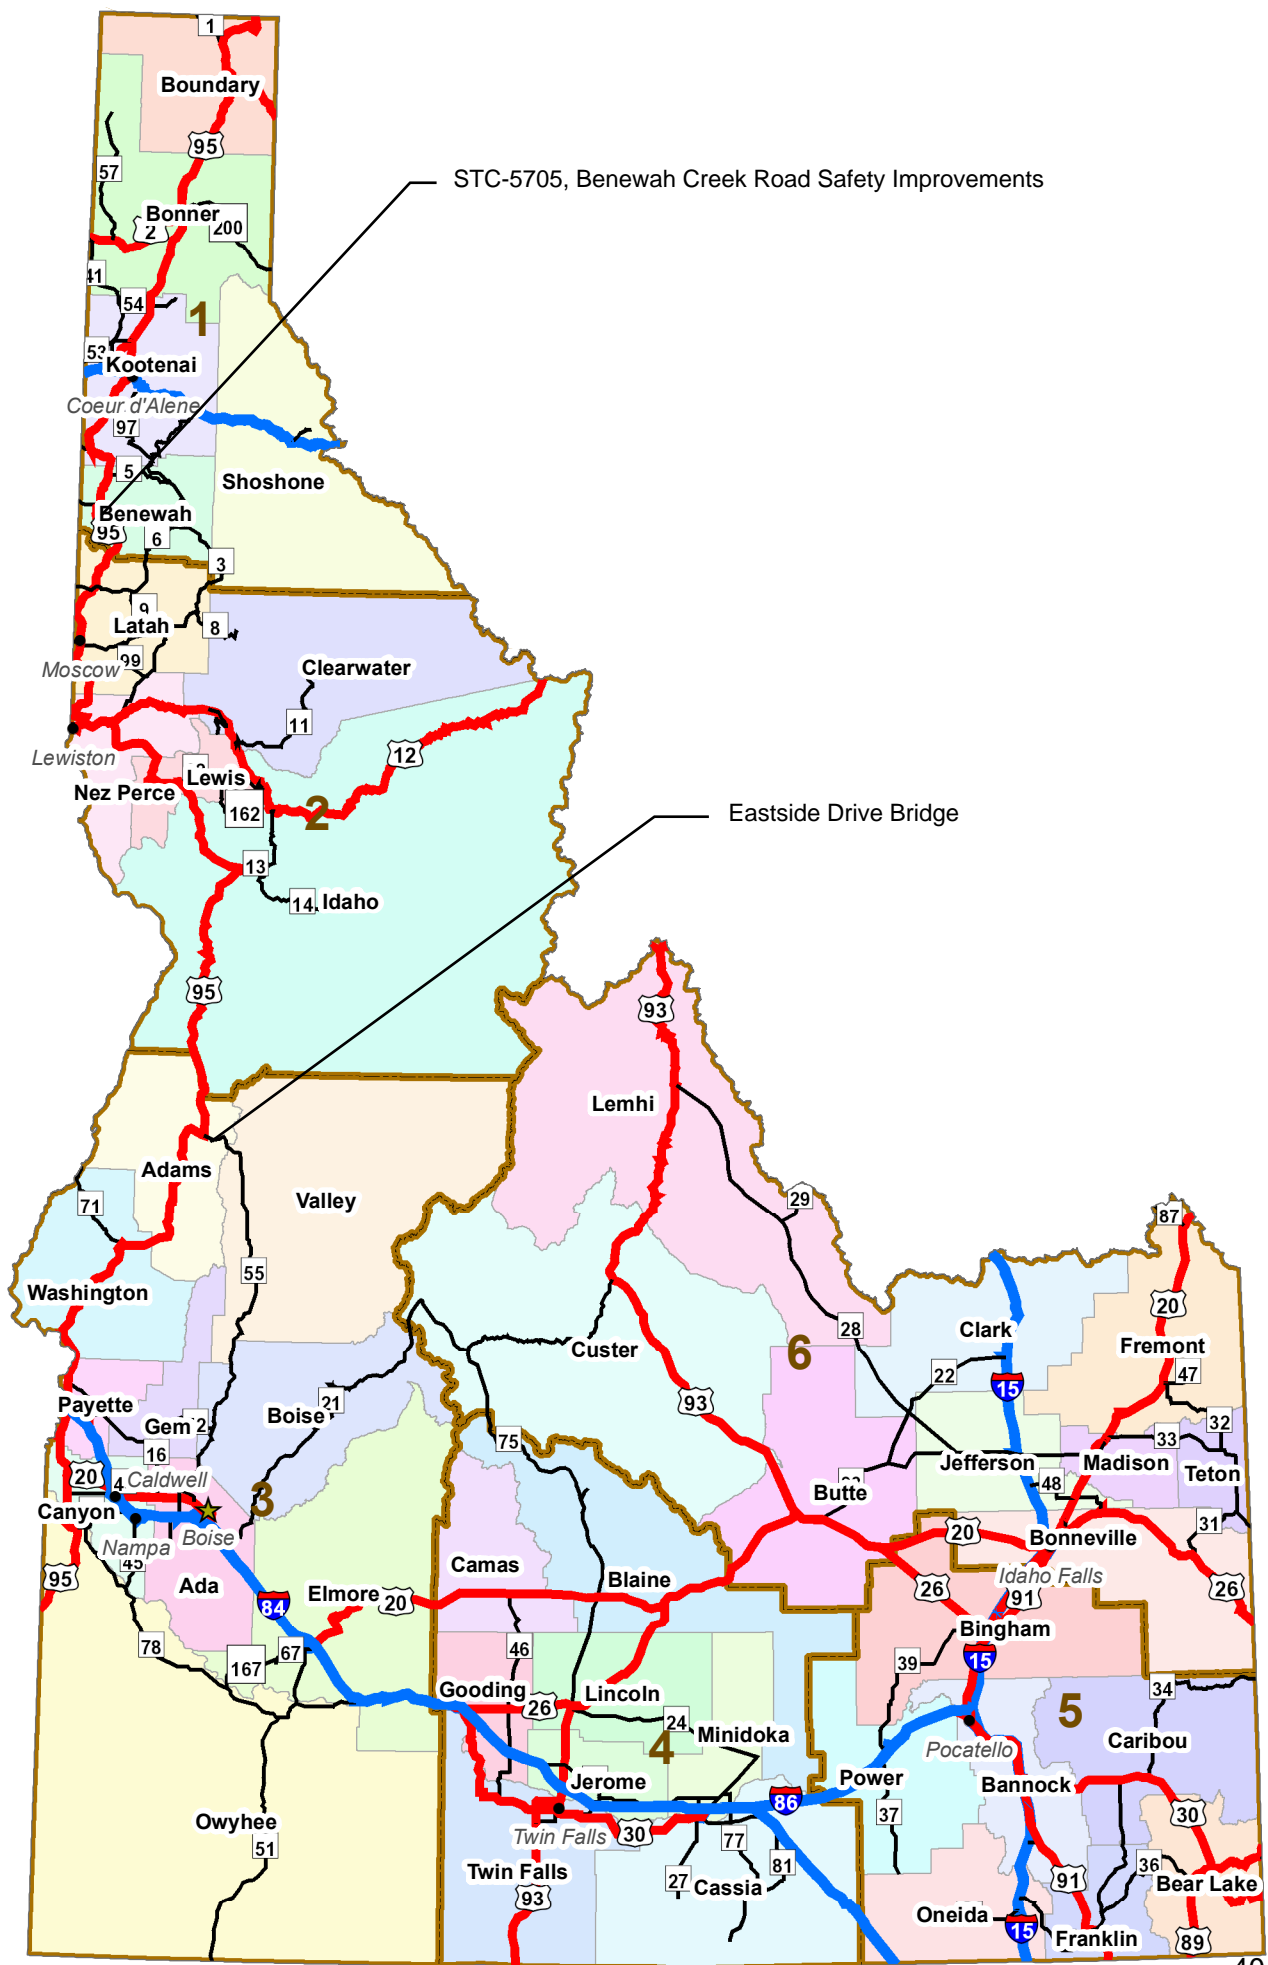 1
Boundary
95
57
STC-5705, Benewah Creek Road Safety Improvements
Bonner
2
200
41
54
1
53
Kootenai
Coeur d'Alene
97
5
Shoshone
Benewah
95
6
3
9
Latah
8
99
Moscow
Clearwater
11
12
Lewiston
Lewis
Nez Perce
162
2
Eastside Drive Bridge
13
14
Idaho
95
93
Lemhi
Adams
71
Valley
29
87
55
Washington
20
28
Clark
6
Fremont
Custer
22
47
15
93
Payette
21
Boise
Gem
32
75
16
33
Jefferson
Madison
Teton
20
Caldwell
4
48
Butte
3
Canyon
31
20
Bonneville
Nampa
Boise
45
Camas
Idaho Falls
95
Ada
Blaine
26
26
Elmore
20
91
84
Bingham
78
46
67
39
15
167
34
Gooding
Lincoln
26
5
24
4
Minidoka
Caribou
Pocatello
Jerome
Power
Bannock
86
Owyhee
37
30
Twin Falls
30
51
77
81
36
Twin Falls
27
Cassia
91
Bear Lake
93
Oneida
15
Franklin
89